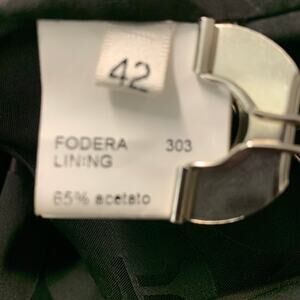 42
FODERA 303
LINING
65% acetato